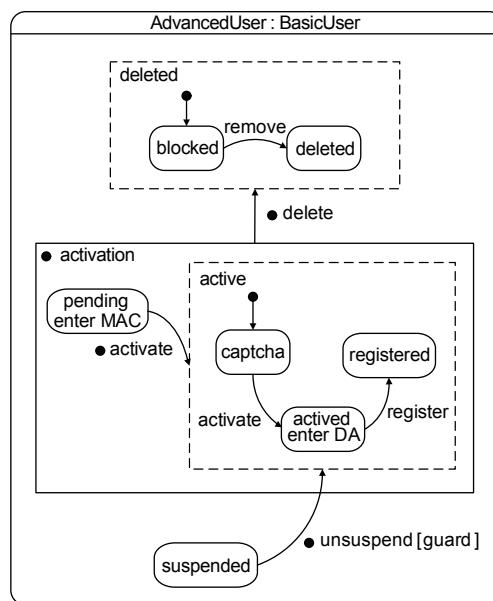 AdvancedUser : BasicUser
deleted
remove
blocked
deleted
delete
activation
active
pending
enter MAC
activate
captcha
registered
activate
actived
enter DA
register
unsuspend [guard ]
suspended